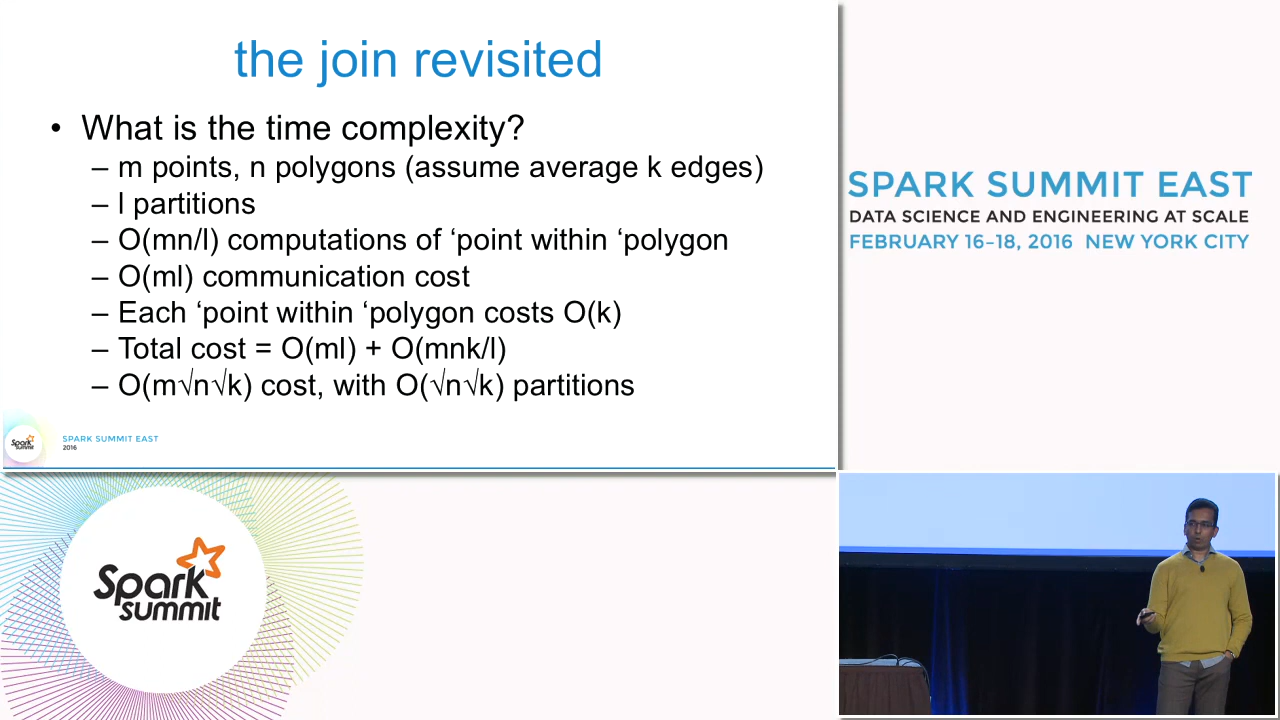 the join revisited
• What is the time complexity?
– m points, n polygons (assume average k edges)
– l partitions
– O(mn/l) computations of ‘point within ‘polygon
– O(ml) communication cost
– Each ‘point within ‘polygon costs O(k)
– Total cost = O(ml) + O(mnk/l)
– O(m√n√k) cost, with O(√n√k) partitions
Spark
summit
SPARK SUMMIT EAST
2016
SPARK SUMMIT EAST
DATA SCIENCE AND ENGINEERING AT SCALE
FEBRUARY 16–18, 2016 NEW YORK CITY
Spark
summit